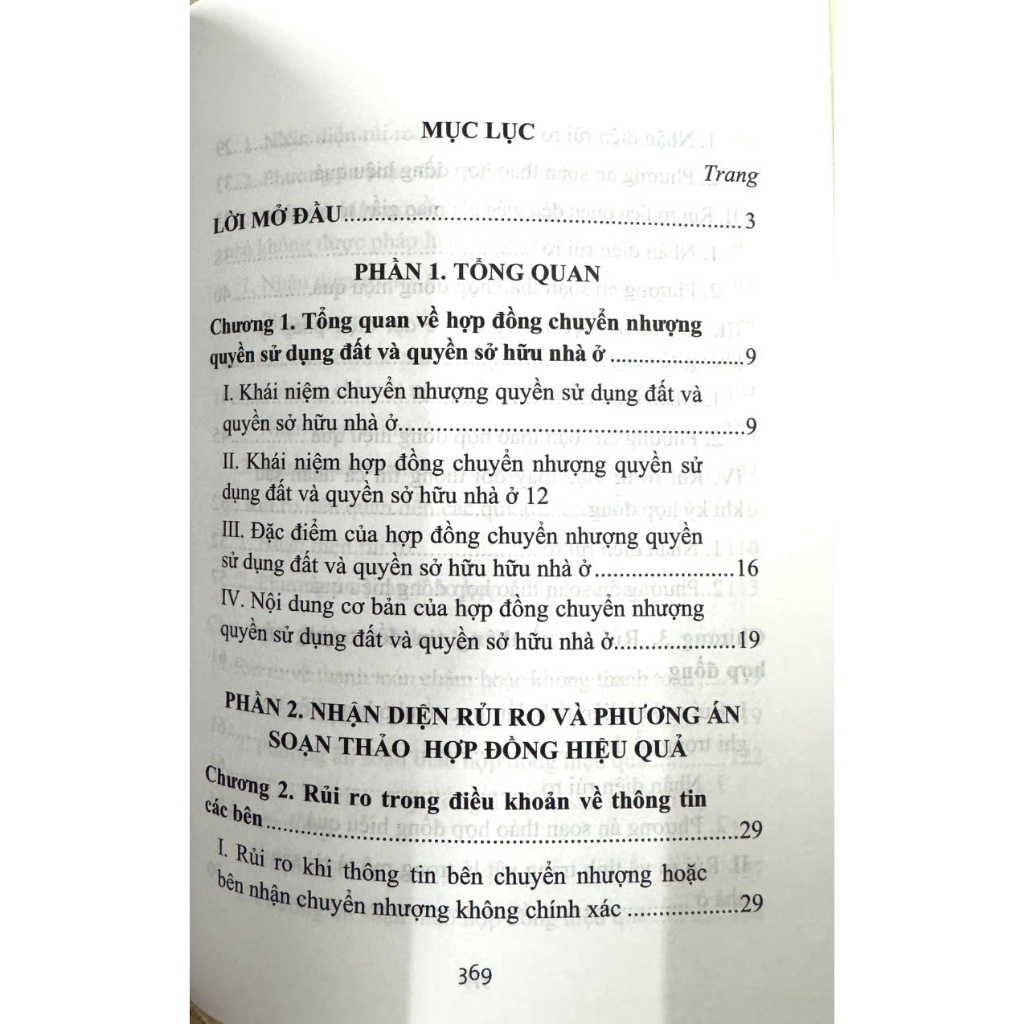 MỤC LỤC
Trang
LỜI MỞ ĐẦU....................................................3
PHẦN 1. TỔNG QUAN
Chương 1. Tổng quan về hợp đồng chuyển nhượng
quyền sử dụng đất và quyền sở hữu nhà ở ..................9
I. Khái niệm chuyển nhượng quyền sử dụng đất và
quyền sở hữu nhà ở..............................................9
II. Khái niệm hợp đồng chuyển nhượng quyền sử
dụng đất và quyền sở hữu nhà ở 12
III. Đặc điểm của hợp đồng chuyển nhượng quyền
sử dụng đất và quyền sở hữu hữu nhà ở ...................16
IV. Nội dung cơ bản của hợp đồng chuyển nhượng
quyền sử dụng đất và quyền sở hữu nhà ở.................19
PHẦN 2. NHẬN DIỆN RỦI RO VÀ PHƯƠNG ÁN
SOẠN THẢO HỢP ĐỒNG HIỆU QUẢ
Chương 2. Rủi ro trong điều khoản về thông tin
các bên ..............................................................29
I. Rủi ro khi thông tin bên chuyển nhượng hoặc
bên nhận chuyển nhượng không chính xác ................29
369